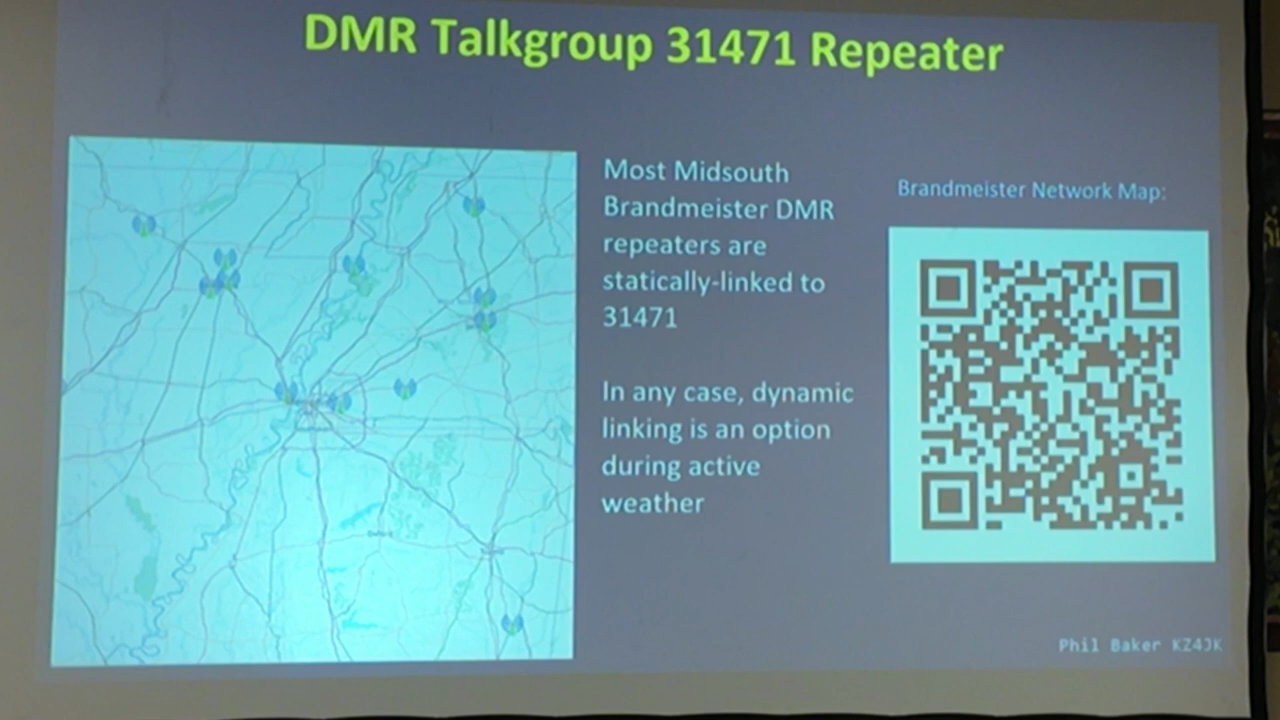 DMR Talkgroup 31471 Repeater
Most Midsouth
Brandmeister DMR
repeaters are
statically-linked to
31471
In any case, dynamic
linking is an option
during active
weather
Brandmeister Network Map:
Phil Baker KZ4JK